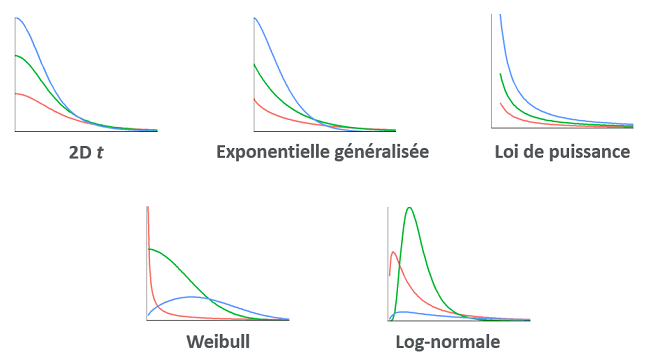 2D t
Exponentielle généralisée
Loi de puissance
Weibull
Log-normale